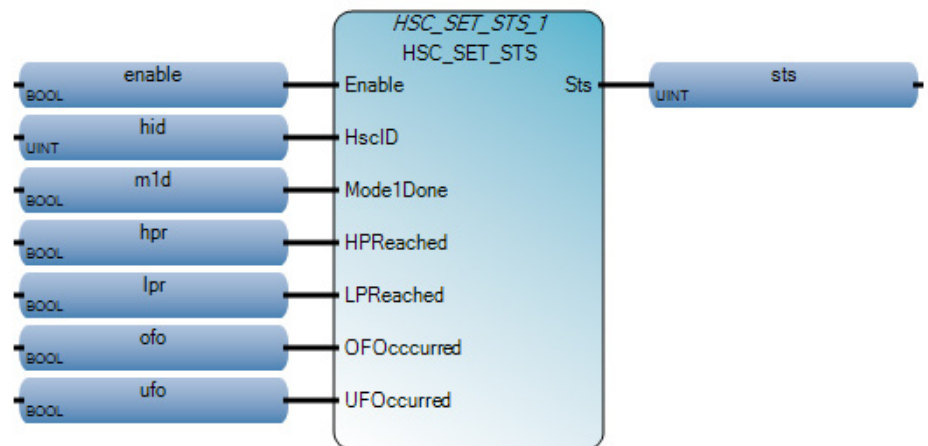 HSC_SET_STS_1
HSC_SET_STS
enable
BOOL
Enable
Sts
sts
UINT
hid
UINT
HscID
m1d
BOOL
Mode1Done
hpr
BOOL
HPReached
lpr
BOOL
LPReached
ofo
BOOL
OFOcccurred
ufo
BOOL
UFOccurred